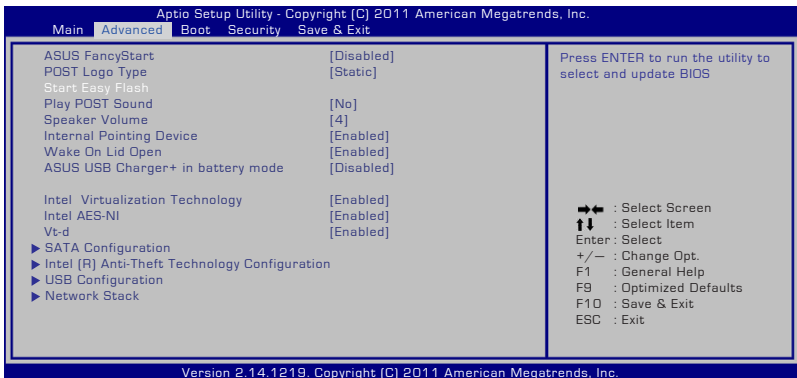 Aptio Setup Utility - Copyright (C) 2011 American Megatrends, Inc.
Main Advanced Boot Security Save & Exit
ASUS FancyStart [Disabled]
POST Logo Type [Static]
Start Easy Flash
Play POST Sound [No]
Speaker Volume [4]
Internal Pointing Device [Enabled]
Wake On Lid Open [Enabled]
ASUS USB Charger+ in battery mode [Disabled]
Intel Virtualization Technology [Enabled]
Intel AES-NI [Enabled]
Vt-d [Enabled]
SATA Configuration
Intel (R) Anti-Theft Technology Configuration
USB Configuration
Network Stack
Press ENTER to run the utility to
select and update BIOS
→← : Select Screen
↑↓ : Select Item
Enter : Select
+/— : Change Opt.
F1 : General Help
F9 : Optimized Defaults
F10 : Save & Exit
ESC : Exit
Version 2.14.1219. Copyright (C) 2011 American Megatrends, Inc.